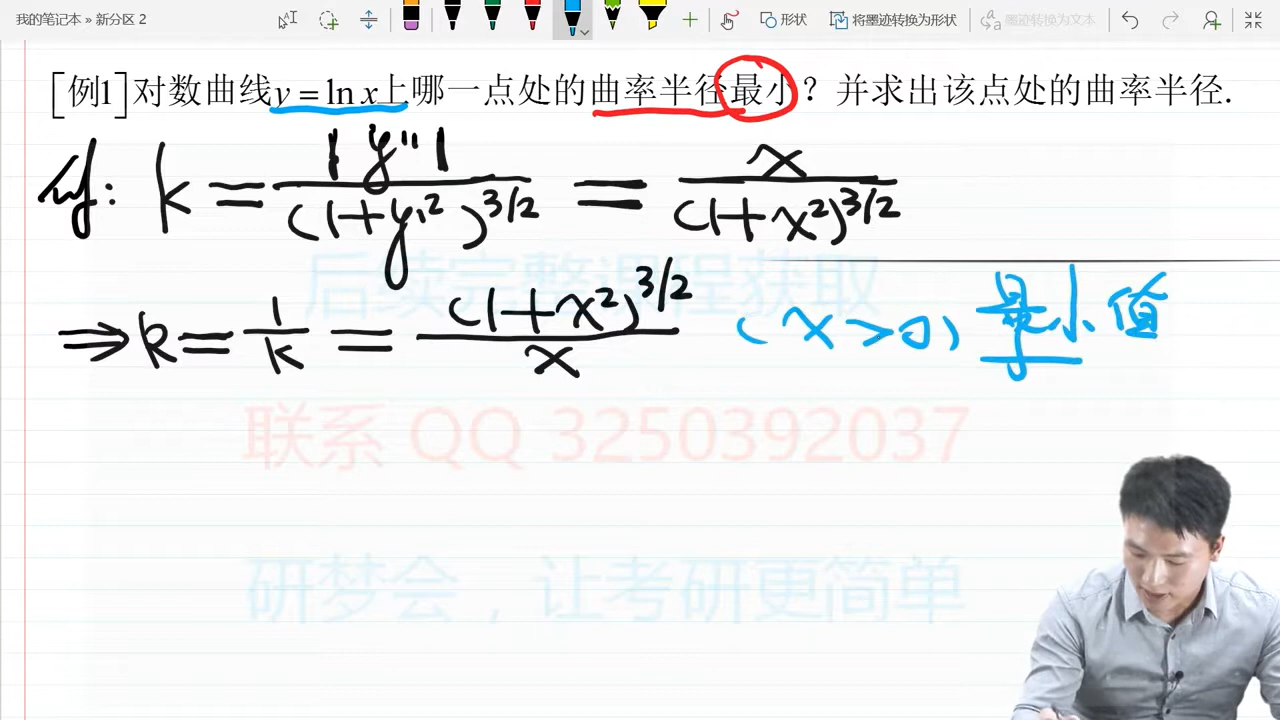 我的笔记本 » 新分区 2
形状
将墨迹转换为形状
墨迹转换为文本
[例1]对数曲线y = ln x上哪一点处的曲率半径最小？并求出该点处的曲率半径.
解: k = |y''| / (1+y'²)^3/2 = x / (1+x²)^3/2
⇒ R = 1/k = (1+x²)^3/2 / x (x>0) 最小值
后续完整课程获取
联系 QQ 3250392037
研梦会，让考研更简单